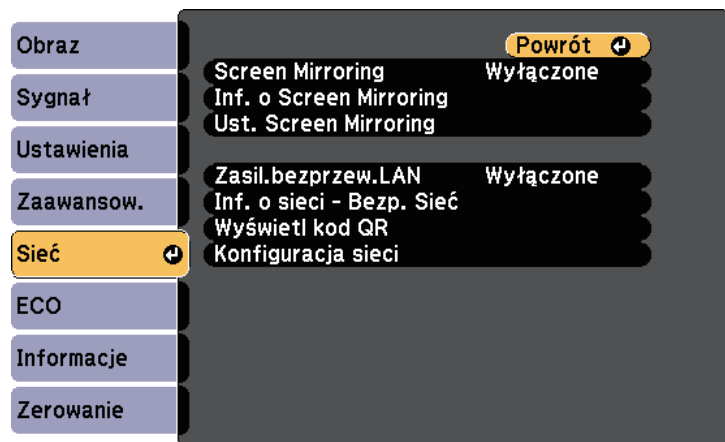 Obraz
Sygnał
Ustawienia
Zaawansow.
Sieć
ECO
Informacje
Zerowanie
Powrót
Screen Mirroring Wyłączone
Inf. o Screen Mirroring
Ust. Screen Mirroring
Zasil.bezprzew.LAN Wyłączone
Inf. o sieci - Bezp. Sieć
Wyświetl kod QR
Konfiguracja sieci